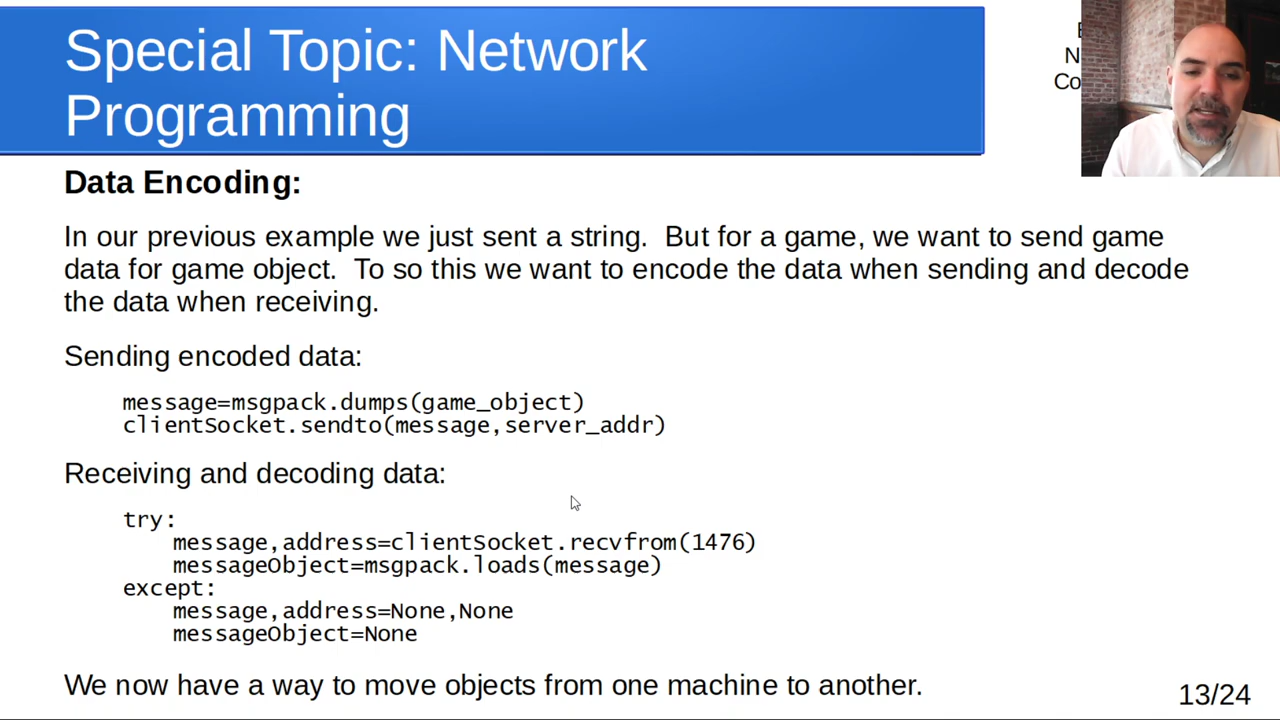 Special Topic: Network
Programming
Data Encoding:
In our previous example we just sent a string.  But for a game, we want to send game
data for game object.  To so this we want to encode the data when sending and decode
the data when receiving.
Sending encoded data:
message=msgpack.dumps(game_object)
clientSocket.sendto(message,server_addr)
Receiving and decoding data:
try:
message,address=clientSocket.recvfrom(1476)
messageObject=msgpack.loads(message)
except:
message,address=None,None
messageObject=None
We now have a way to move objects from one machine to another.
13/24